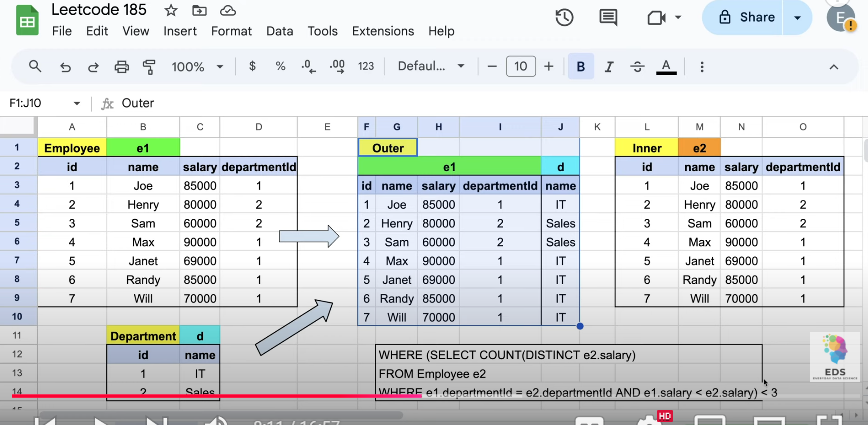 Leetcode 185
File Edit View Insert Format Data Tools Extensions Help
Share
E
100% $ % .0 .00 123 Defaul... 10 B I S A
F1:J10 fx Outer
A B C D E F G H I J K L M N O
1 Employee e1 Outer Inner e2
2 id name salary departmentId e1 d id name salary departmentId
3 1 Joe 85000 1 id name salary departmentId name 1 Joe 85000 1
4 2 Henry 80000 2 1 Joe 85000 1 IT 2 Henry 80000 2
5 3 Sam 60000 2 2 Henry 80000 2 Sales 3 Sam 60000 2
6 4 Max 90000 1 3 Sam 60000 2 Sales 4 Max 90000 1
7 5 Janet 69000 1 4 Max 90000 1 IT 5 Janet 69000 1
8 6 Randy 85000 1 5 Janet 69000 1 IT 6 Randy 85000 1
9 7 Will 70000 1 6 Randy 85000 1 IT 7 Will 70000 1
10 7 Will 70000 1 IT
11 Department d
12 id name WHERE (SELECT COUNT(DISTINCT e2.salary)
13 1 IT FROM Employee e2
14 2 Sales WHERE e1.departmentId = e2.departmentId AND e1.salary < e2.salary) < 3
EDS
HD